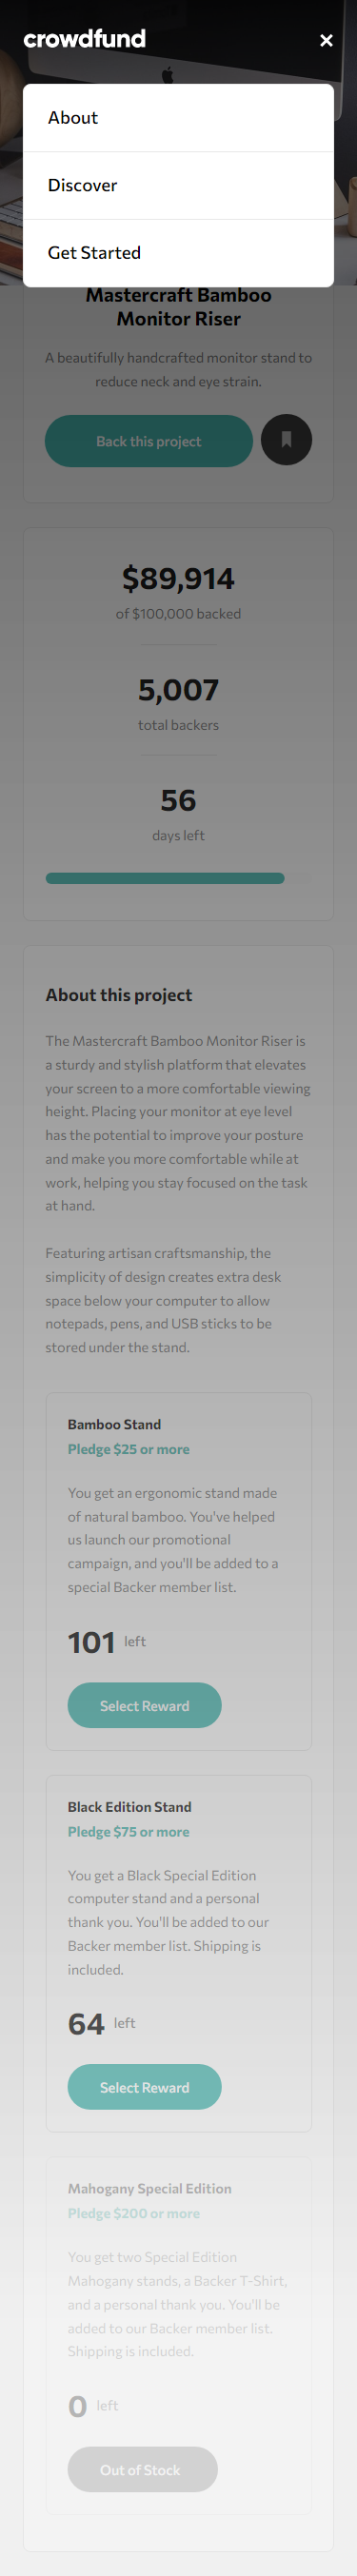 crowdfund
About
Discover
Get Started
Mastercraft Bamboo
Monitor Riser
A beautifully handcrafted monitor stand to
reduce neck and eye strain.
Back this project
$89,914
of $100,000 backed
5,007
total backers
56
days left
About this project
The Mastercraft Bamboo Monitor Riser is
a sturdy and stylish platform that elevates
your screen to a more comfortable viewing
height. Placing your monitor at eye level
has the potential to improve your posture
and make you more comfortable while at
work, helping you stay focused on the task
at hand.
Featuring artisan craftsmanship, the
simplicity of design creates extra desk
space below your computer to allow
notepads, pens, and USB sticks to be
stored under the stand.
Bamboo Stand
Pledge $25 or more
You get an ergonomic stand made
of natural bamboo. You've helped
us launch our promotional
campaign, and you'll be added to a
special Backer member list.
101 left
Select Reward
Black Edition Stand
Pledge $75 or more
You get a Black Special Edition
computer stand and a personal
thank you. You'll be added to our
Backer member list. Shipping is
included.
64 left
Select Reward
Mahogany Special Edition
Pledge $200 or more
You get two Special Edition
Mahogany stands, a Backer T-Shirt,
and a personal thank you. You'll be
added to our Backer member list.
Shipping is included.
0 left
Out of Stock